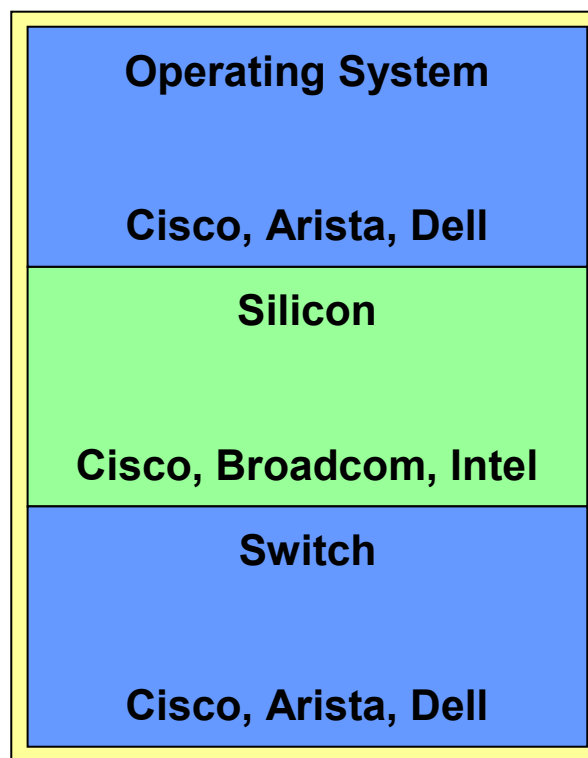 Operating System
Cisco, Arista, Dell
Silicon
Cisco, Broadcom, Intel
Switch
Cisco, Arista, Dell